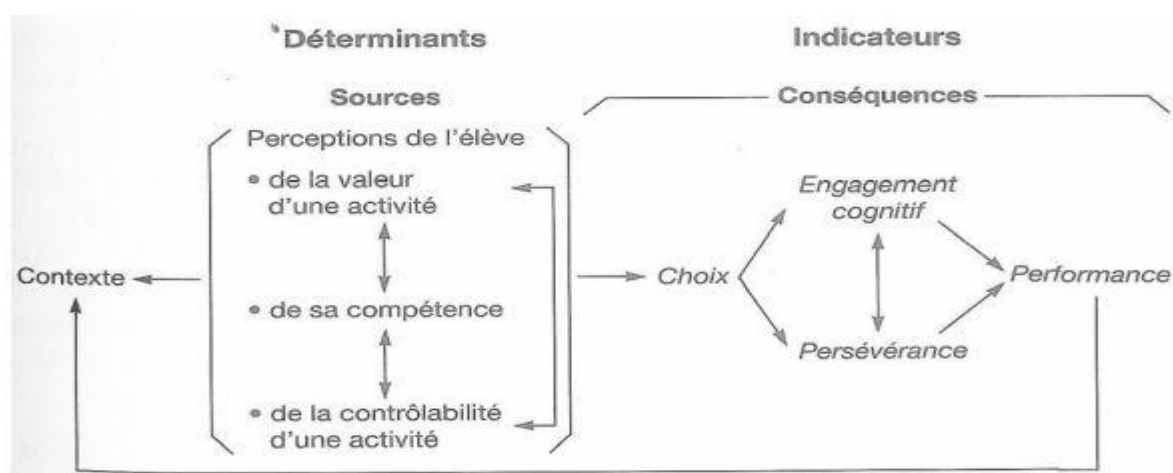 Déterminants
Indicateurs
Sources
Conséquences
Perceptions de l'élève
• de la valeur
d'une activité
Engagement
cognitif
Contexte
• de sa compétence
Choix
Performance
Persévérance
• de la contrôlabilité
d'une activité